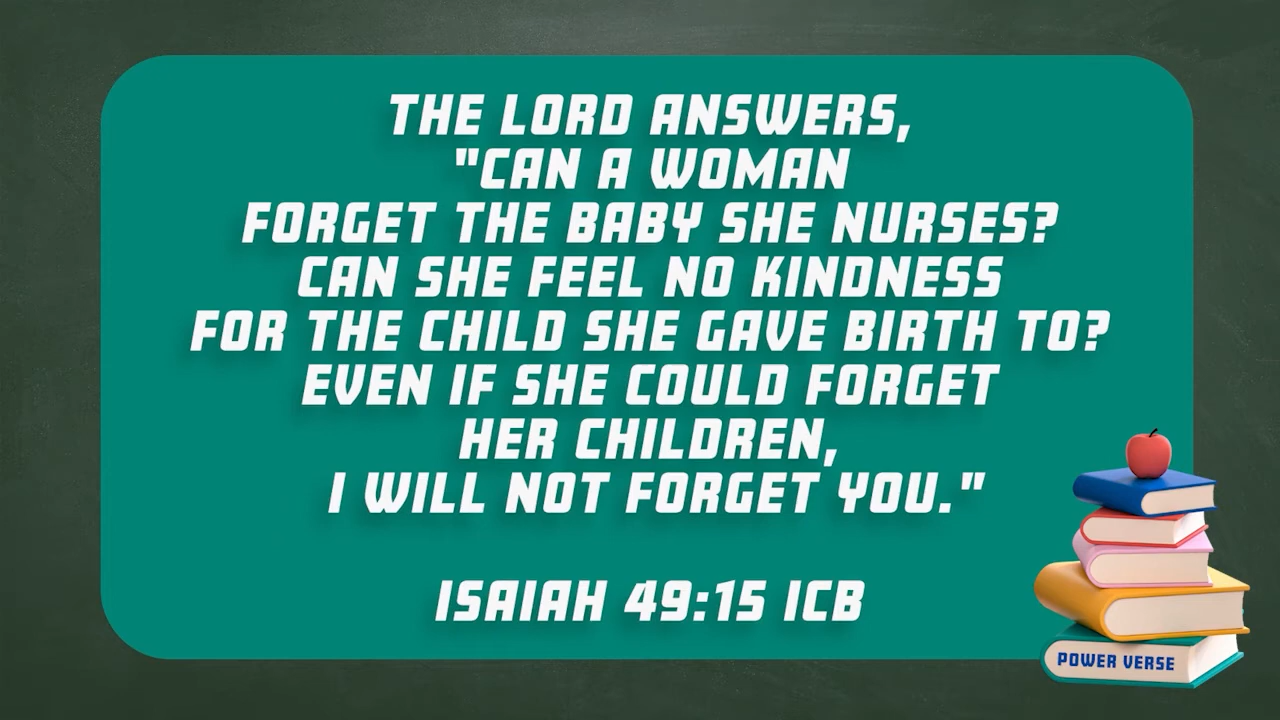 THE LORD ANSWERS,
"CAN A WOMAN
FORGET THE BABY SHE NURSES?
CAN SHE FEEL NO KINDNESS
FOR THE CHILD SHE GAVE BIRTH TO?
EVEN IF SHE COULD FORGET
HER CHILDREN,
I WILL NOT FORGET YOU."
ISAIAH 49:15 ICB
POWER VERSE